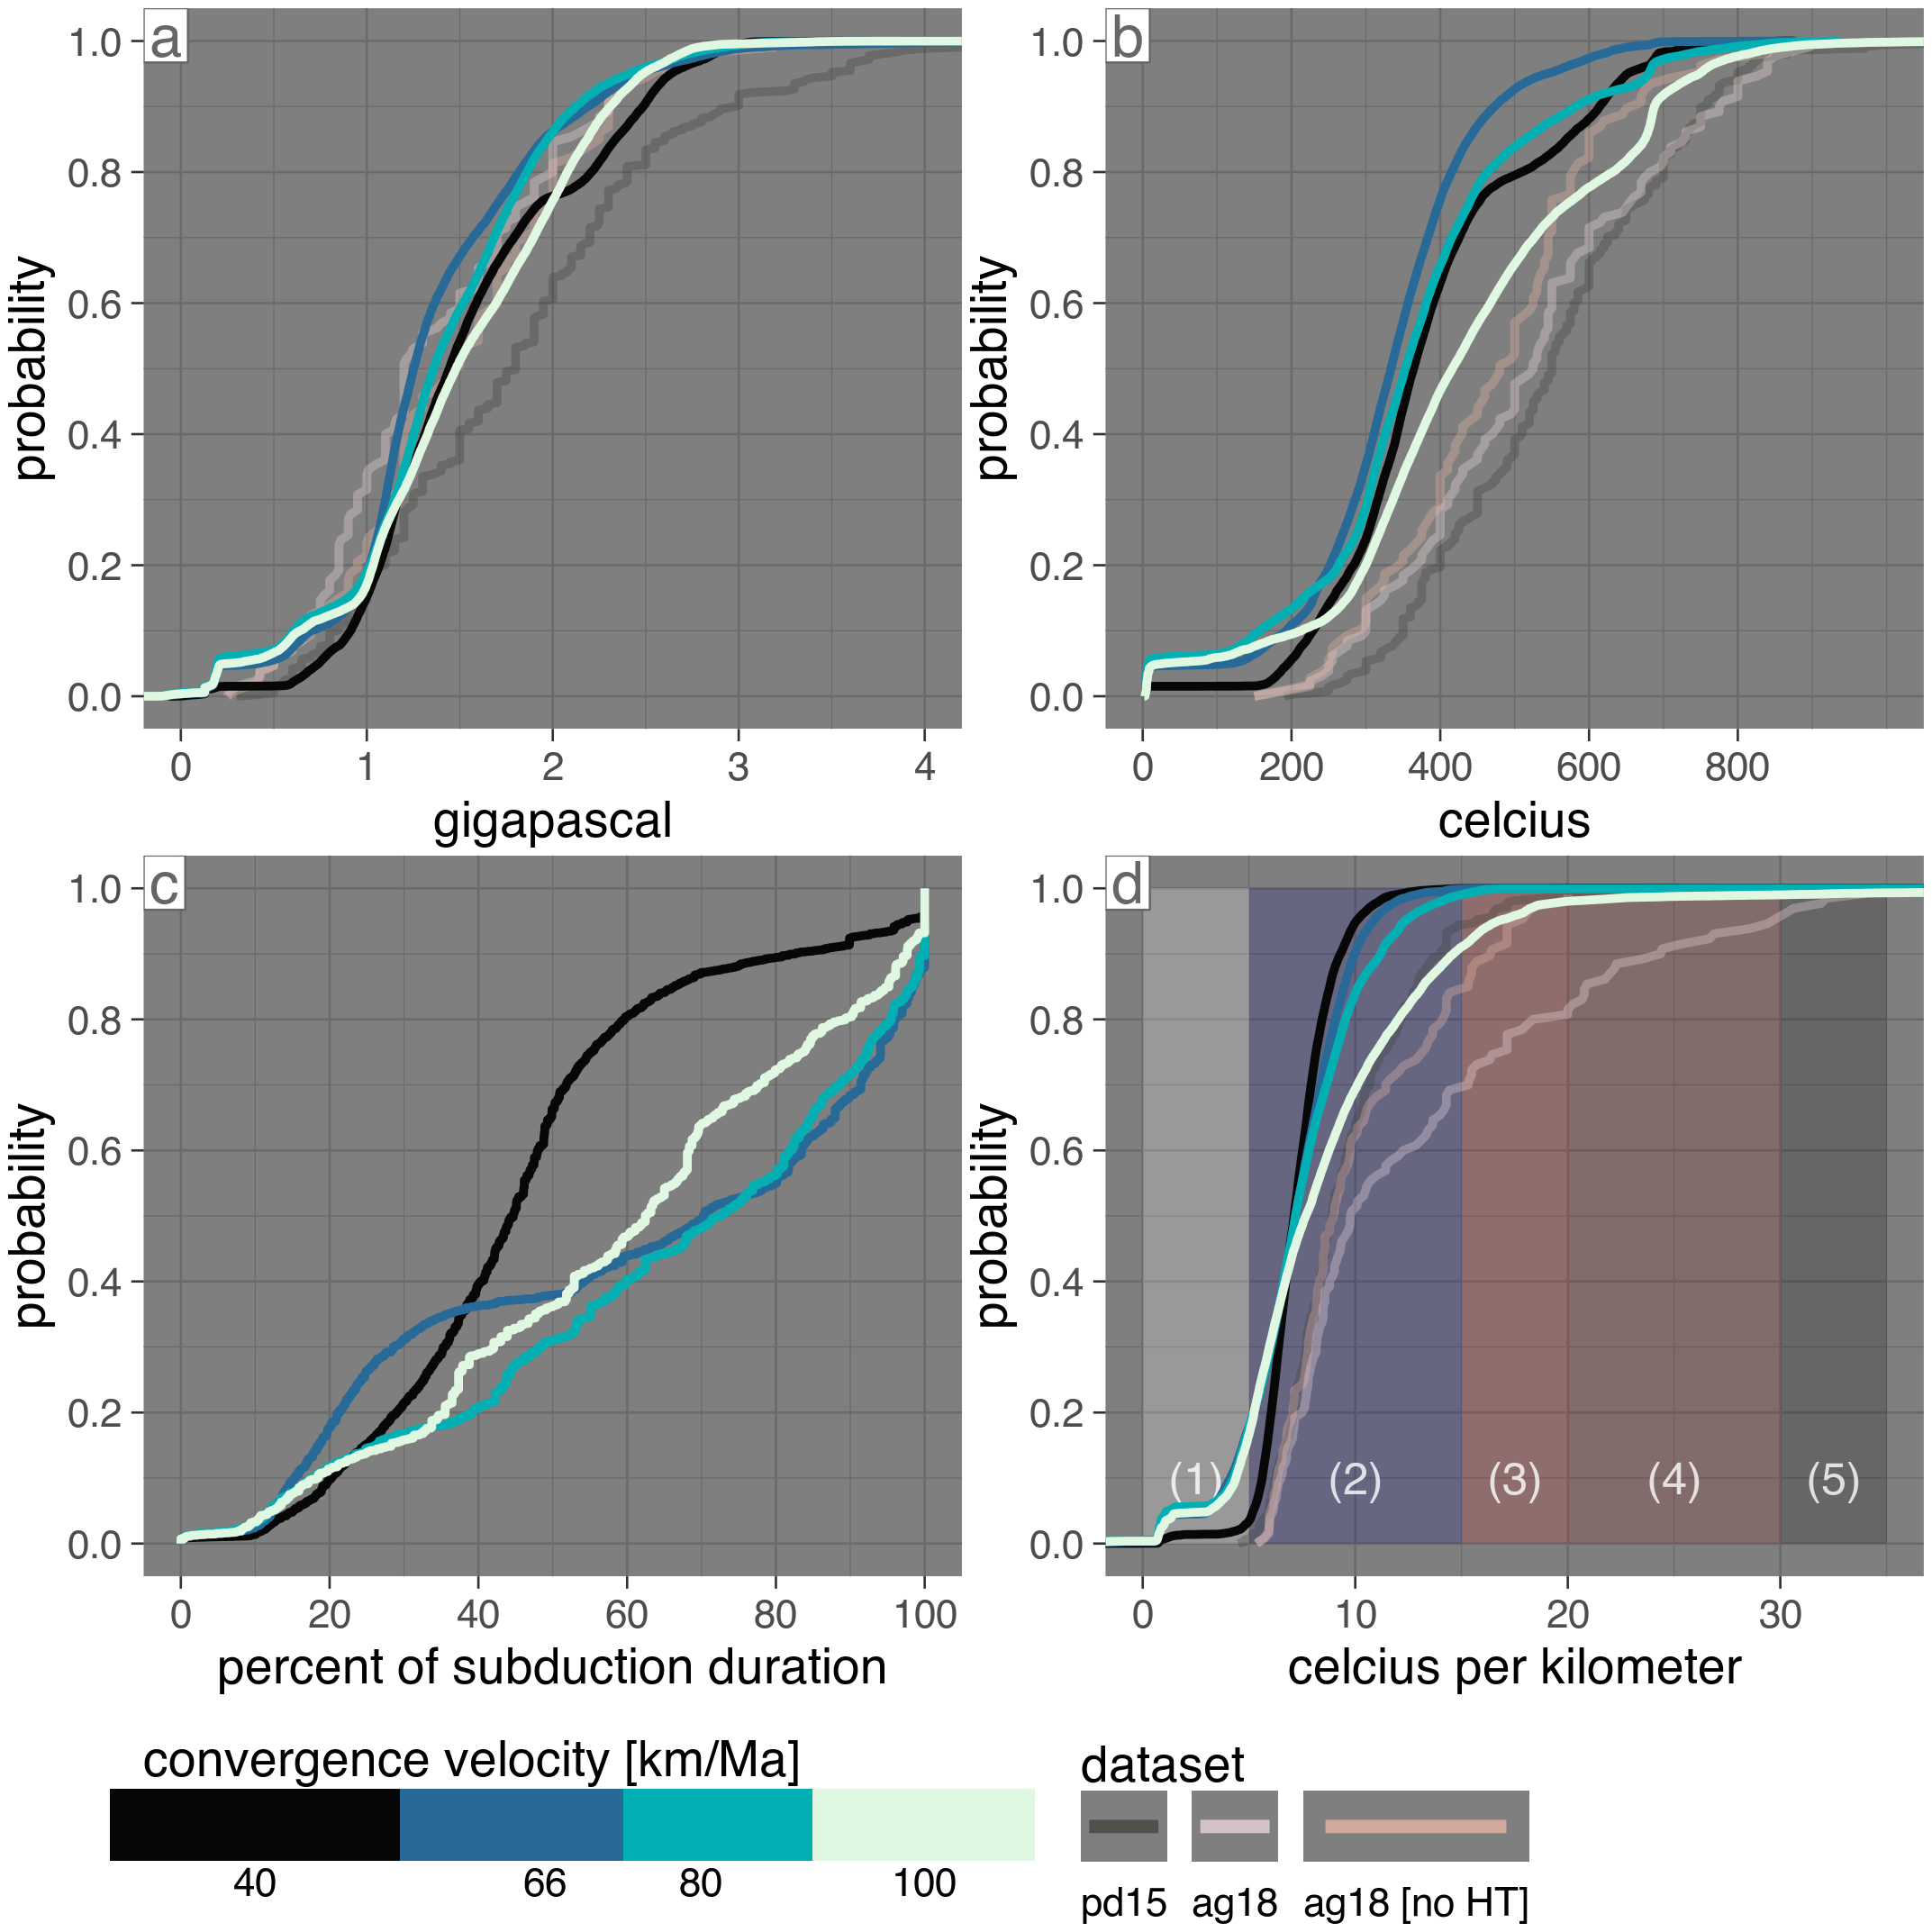 a
b
1.0
0.8
0.6
0.4
0.2
0.0
probability
0 1 2 3 4
gigapascal
1.0
0.8
0.6
0.4
0.2
0.0
probability
0 200 400 600 800
celcius
c
d
1.0
0.8
0.6
0.4
0.2
0.0
probability
0 20 40 60 80 100
percent of subduction duration
1.0
0.8
0.6
0.4
0.2
0.0
probability
(1) (2) (3) (4) (5)
0 10 20 30
celcius per kilometer
convergence velocity [km/Ma]
40 66 80 100
dataset
pd15 ag18 ag18 [no HT]